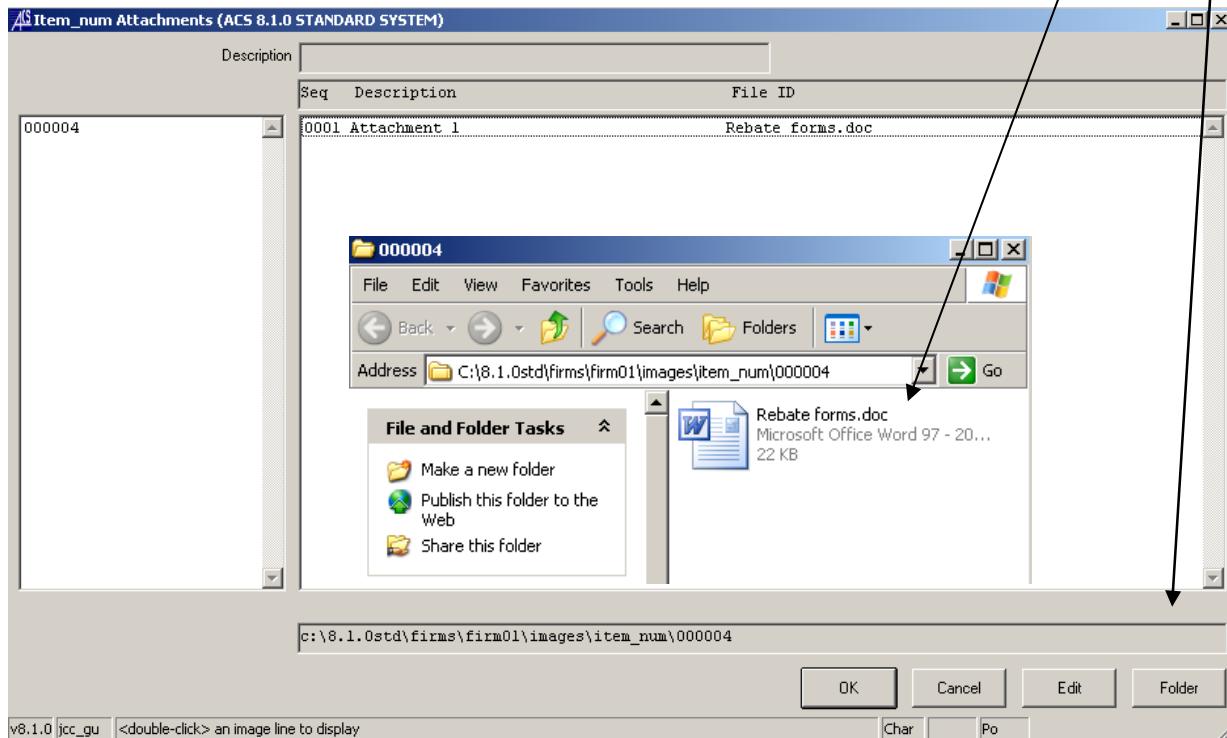 Item_num Attachments (ACS 8.1.0 STANDARD SYSTEM)
Description
Seq Description File ID
000004
0001 Attachment 1 Rebate forms.doc
000004
File Edit View Favorites Tools Help
Back Search Folders
Address C:\8.1.0std\firms\firm01\images\item_num\000004 Go
File and Folder Tasks
Make a new folder
Publish this folder to the
Web
Share this folder
Rebate forms.doc
Microsoft Office Word 97 - 20...
22 KB
c:\8.1.0std\firms\firm01\images\item_num\000004
OK Cancel Edit Folder
v8.1.0 jcc_gu <double-click> an image line to display Char Po